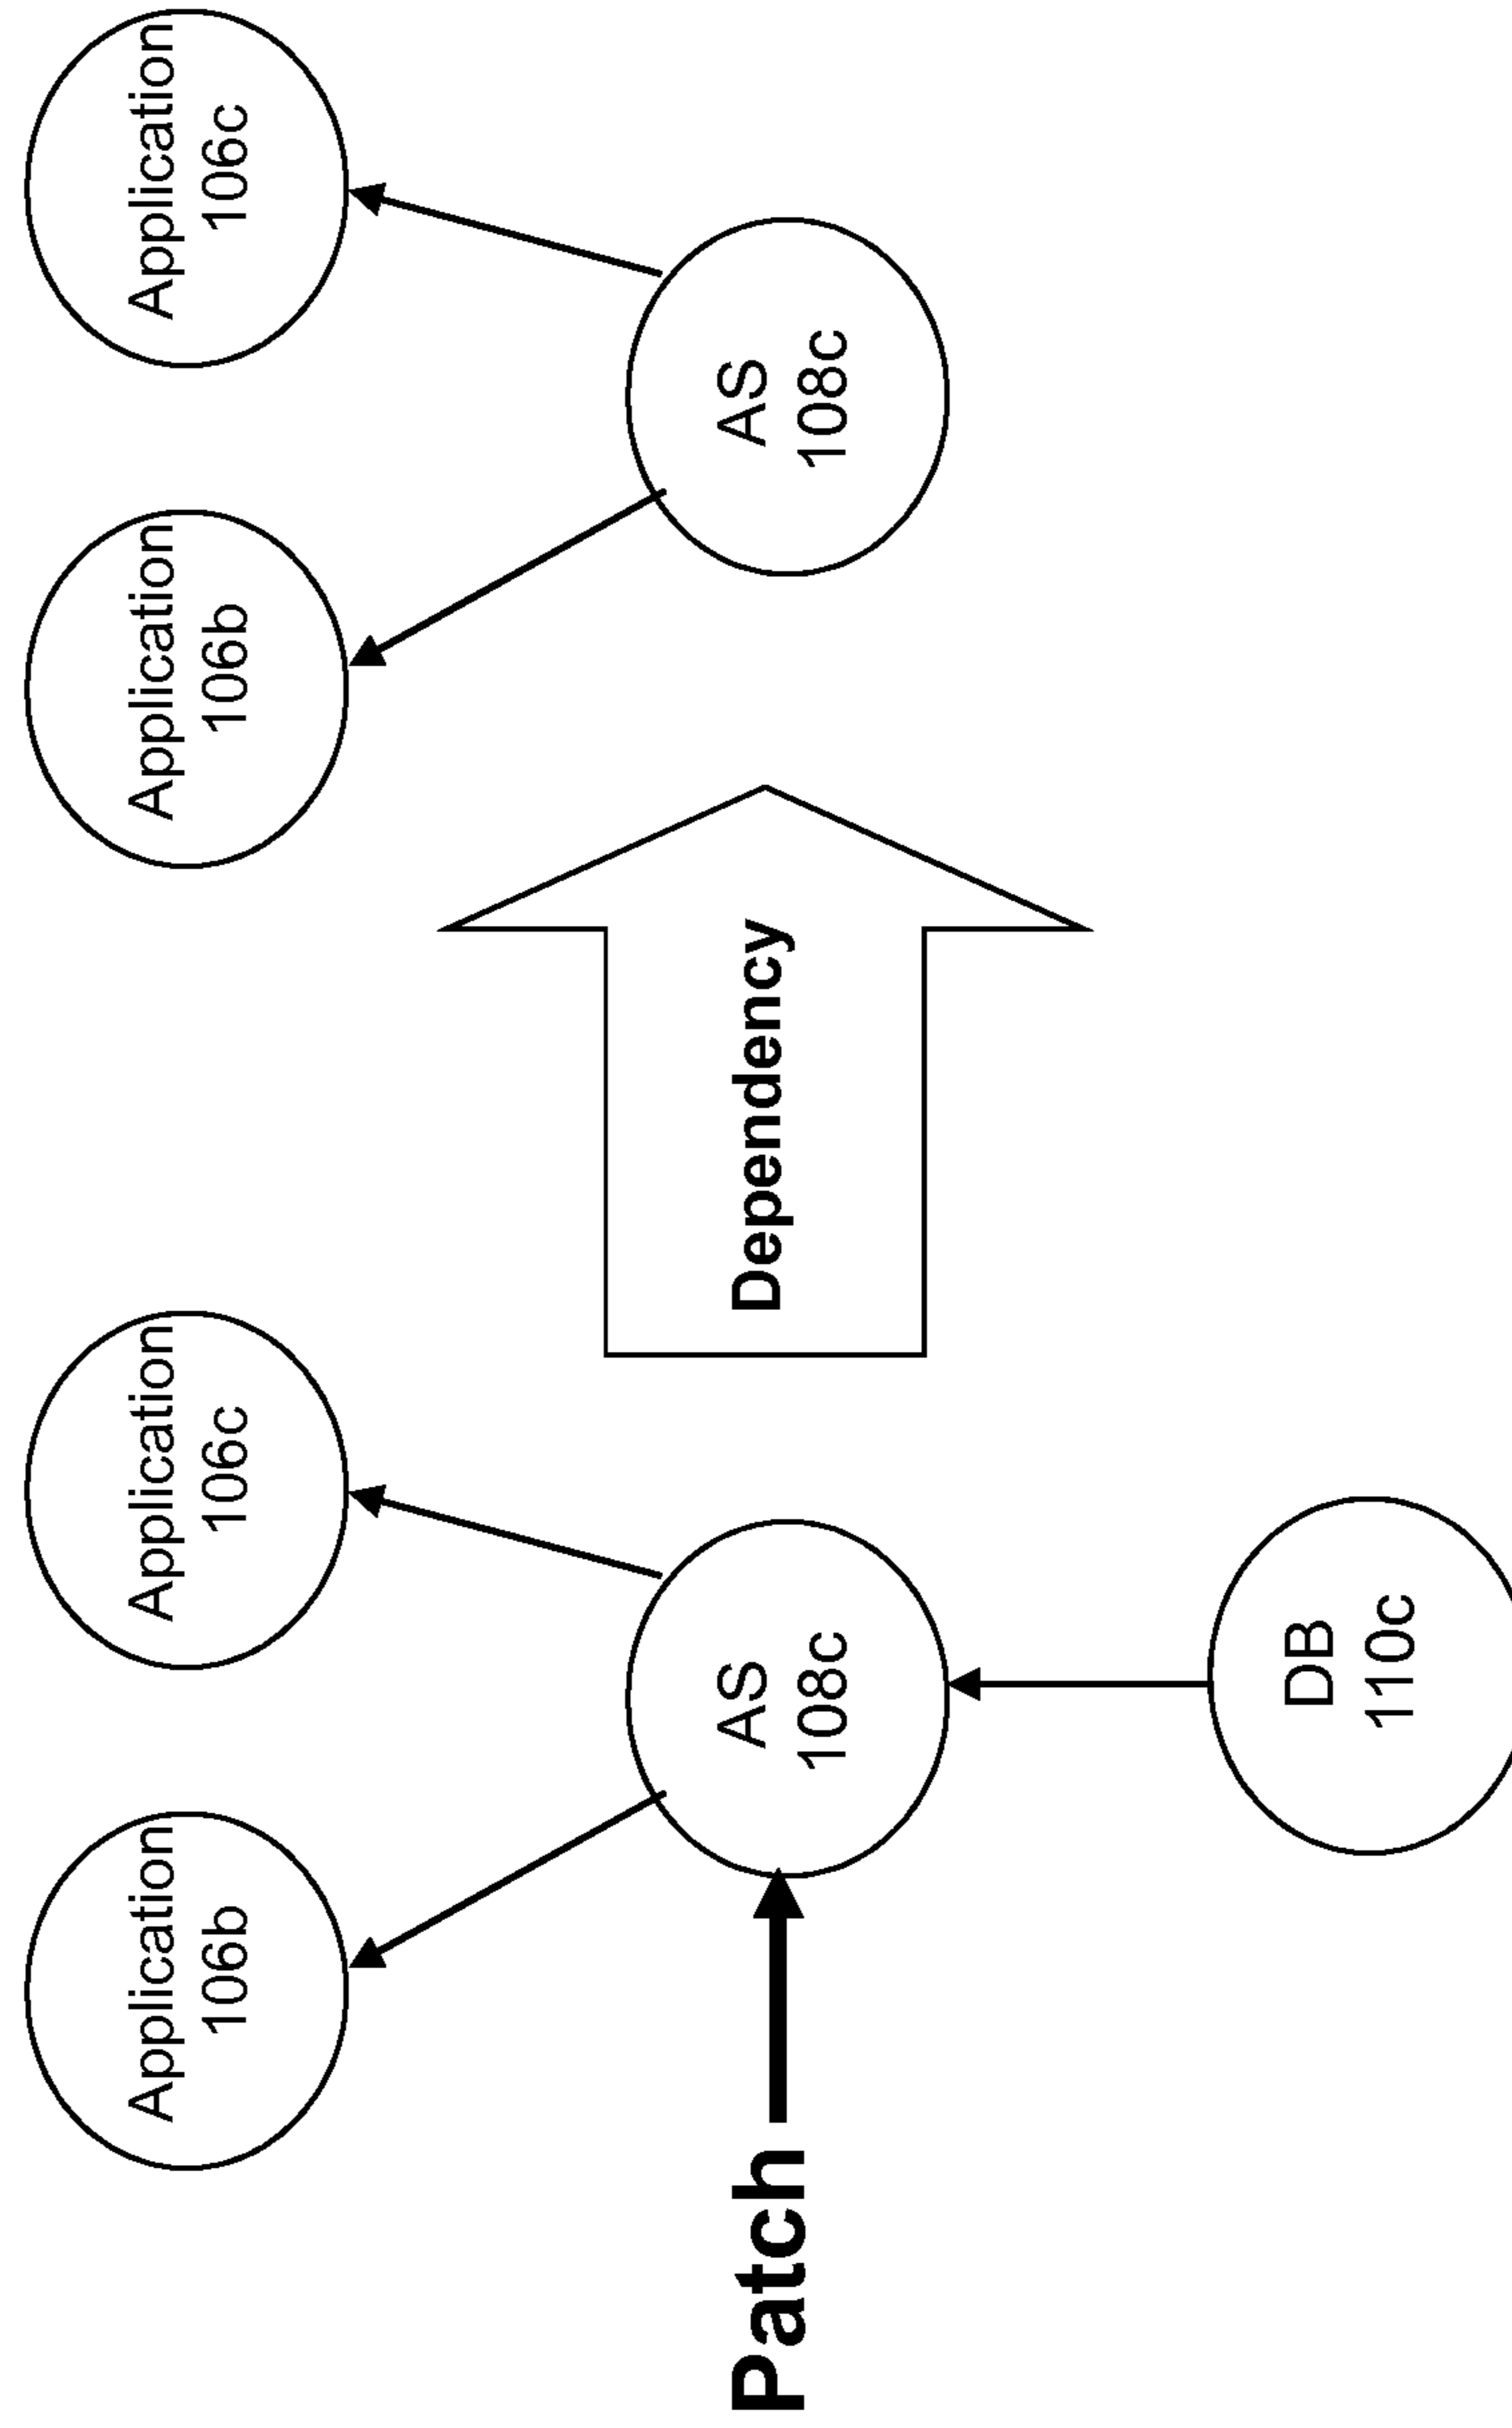 Application
106b
Application
106c
Patch
AS
108c
DB
110c
Dependency
Application
106b
Application
106c
AS
108c